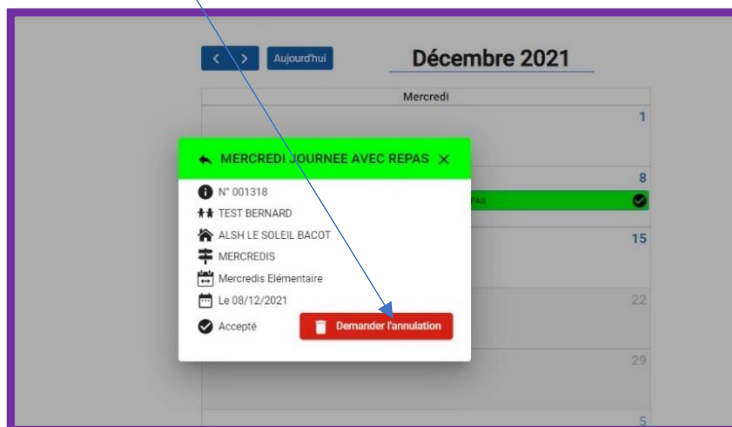 Aujourd'hui
Décembre 2021
Mercredi
1
MERCREDI JOURNEE AVEC REPAS
8
N° 001318
PAS
TEST BERNARD
ALSH LE SOLEIL BACOT
15
MERCREDIS
Mercredis Elémentaire
Le 08/12/2021
22
Accepté
Demander l'annulation
29
5